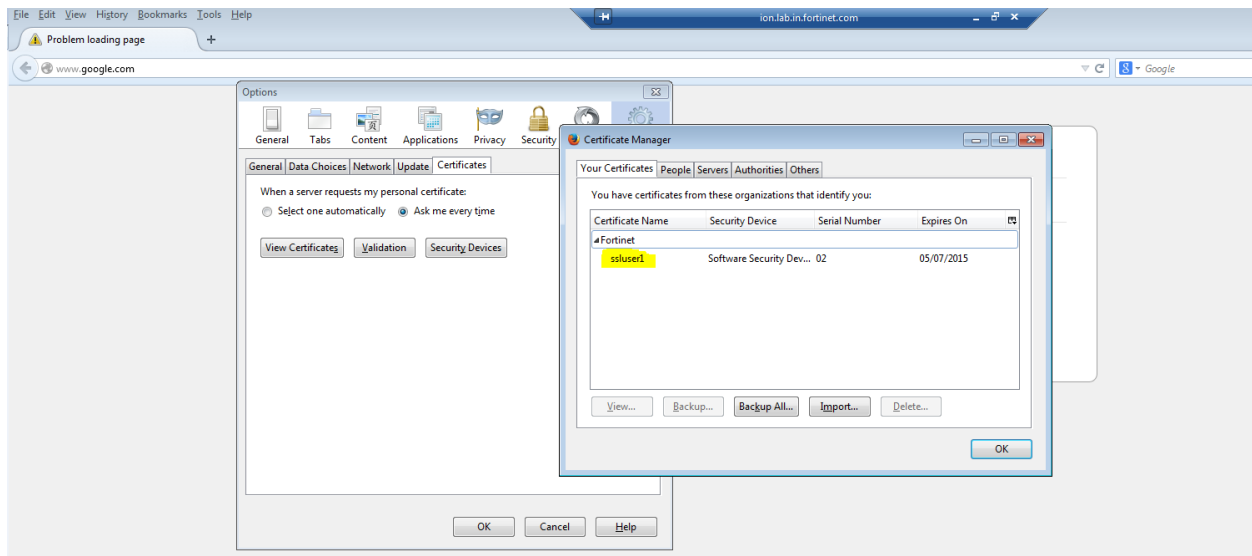 File Edit View History Bookmarks Tools Help
ion.lab.in.fortinet.com
Problem loading page
+
www.google.com
8 Google
Options
General Tabs Content Applications Privacy Security
General Data Choices Network Update Certificates
When a server requests my personal certificate:
Select one automatically Ask me every time
View Certificates Validation Security Devices
OK Cancel Help
Certificate Manager
Your Certificates People Servers Authorities Others
You have certificates from these organizations that identify you:
Certificate Name Security Device Serial Number Expires On
Fortinet
ssluser1 Software Security Dev... 02 05/07/2015
View... Backup... Backup All... Import... Delete...
OK